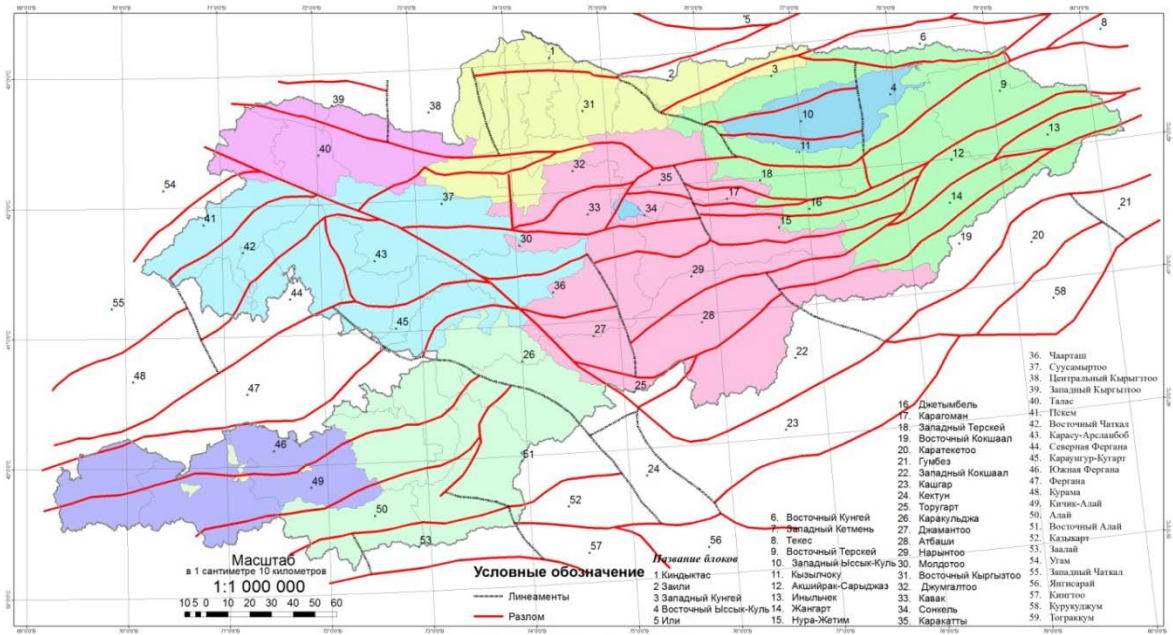 Масштаб
в 1 сантиметре 10 километров
1:1 000 000
10 5 0 10 20 30 40 50 60
Условные обозначение
Линеаменты
Разлом
Название блоков
1 Киндыктас
2 Заили
3 Западный Кунгей
4 Восточный Ыссык-Куль
5 Или
6. Восточный Кунгей
7. Западный Кетмень
8. Текес
9. Восточный Терскей
10. Западный Ыссык-Куль
11. Кызылчоку
12. Акшийрак-Сарыджаз
13. Иныльчек
14. Жангарт
15. Нура-Жетим
16. Джетымбель
17. Карагоман
18. Западный Терскей
19. Восточный Кокшаал
20. Каратекетоо
21. Гумбез
22. Западный Кокшаал
23. Кашгар
24. Кектун
25. Торугарт
26. Каракульджа
27. Джамантоо
28. Атбаши
29. Нарынтоо
30. Молдотоо
31. Восточный Кыргызтоо
32. Джумгалтоо
33. Кавак
34. Сонкель
35. Каракатты
36. Чаарташ
37. Суусамыртоо
38. Центральный Кырыгзтоо
39. Западный Кыргызтоо
40. Талас
41. Пскем
42. Восточный Чаткал
43. Карасу-Арсланбоб
44. Северная Фергана
45. Караунгур-Кугарт
46. Южная Фергана
47. Фергана
48. Курама
49. Кичик-Алай
50. Алай
51. Восточный Алай
52. Казыкарт
53. Заалай
54. Угам
55. Западный Чаткал
56. Янгисарай
57. Кингтоо
58. Курукуджум
59. Тограккум